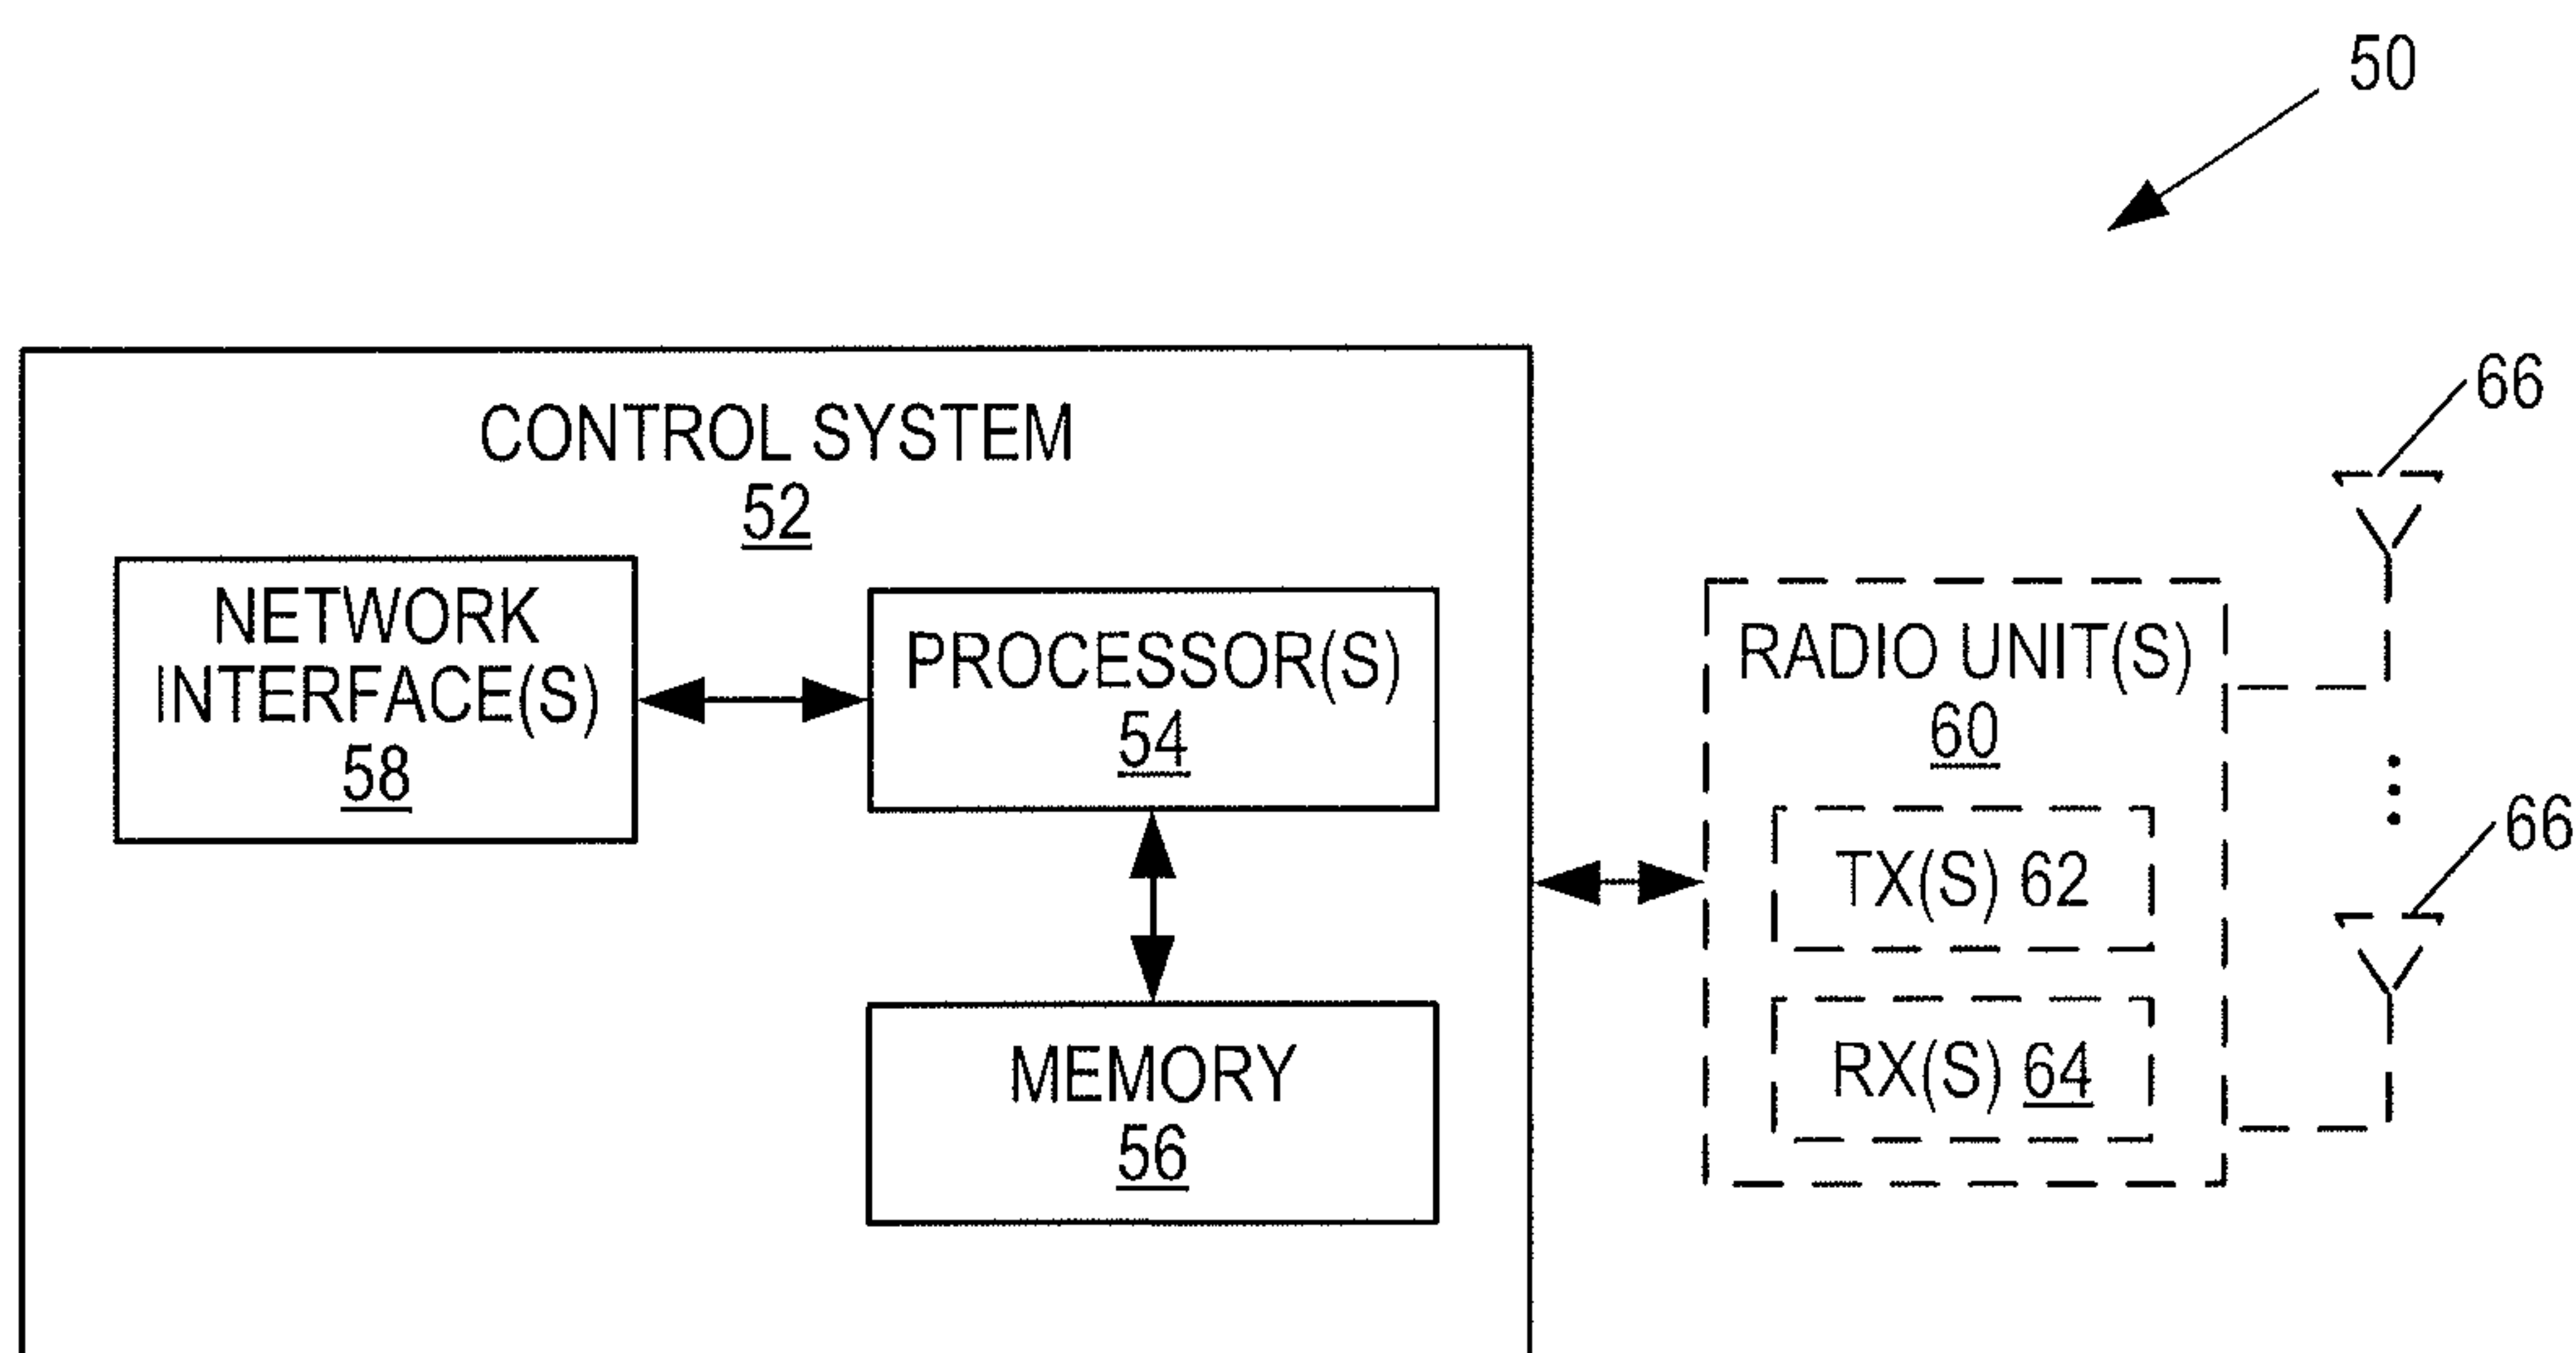 50
CONTROL SYSTEM
52
66
NETWORK
INTERFACE(S)
58
PROCESSOR(S)
54
RADIO UNIT(S)
60
TX(S) 62
66
RX(S) 64
MEMORY
56